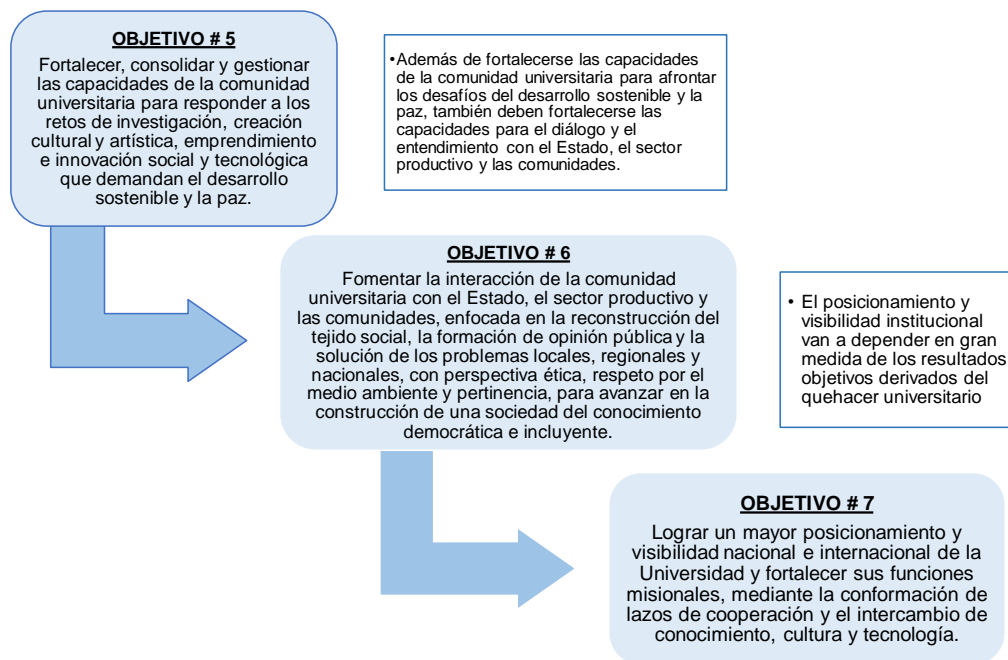 OBJETIVO # 5
Fortalecer, consolidar y gestionar
las capacidades de la comunidad
universitaria para responder a los
retos de investigación, creación
cultural y artística, emprendimiento
e innovación social y tecnológica
que demandan el desarrollo
sostenible y la paz.
•Además de fortalecerse las capacidades
de la comunidad universitaria para afrontar
los desafíos del desarrollo sostenible y la
paz, también deben fortalecerse las
capacidades para el diálogo y el
entendimiento con el Estado, el sector
productivo y las comunidades.
OBJETIVO # 6
Fomentar la interacción de la comunidad
universitaria con el Estado, el sector productivo y
las comunidades, enfocada en la reconstrucción del
tejido social, la formación de opinión pública y la
solución de los problemas locales, regionales y
nacionales, con perspectiva ética, respeto por el
medio ambiente y pertinencia, para avanzar en la
construcción de una sociedad del conocimiento
democrática e incluyente.
• El posicionamiento y
visibilidad institucional
van a depender en gran
medida de los resultados
objetivos derivados del
quehacer universitario
OBJETIVO # 7
Lograr un mayor posicionamiento y
visibilidad nacional e internacional de la
Universidad y fortalecer sus funciones
misionales, mediante la conformación de
lazos de cooperación y el intercambio de
conocimiento, cultura y tecnología.